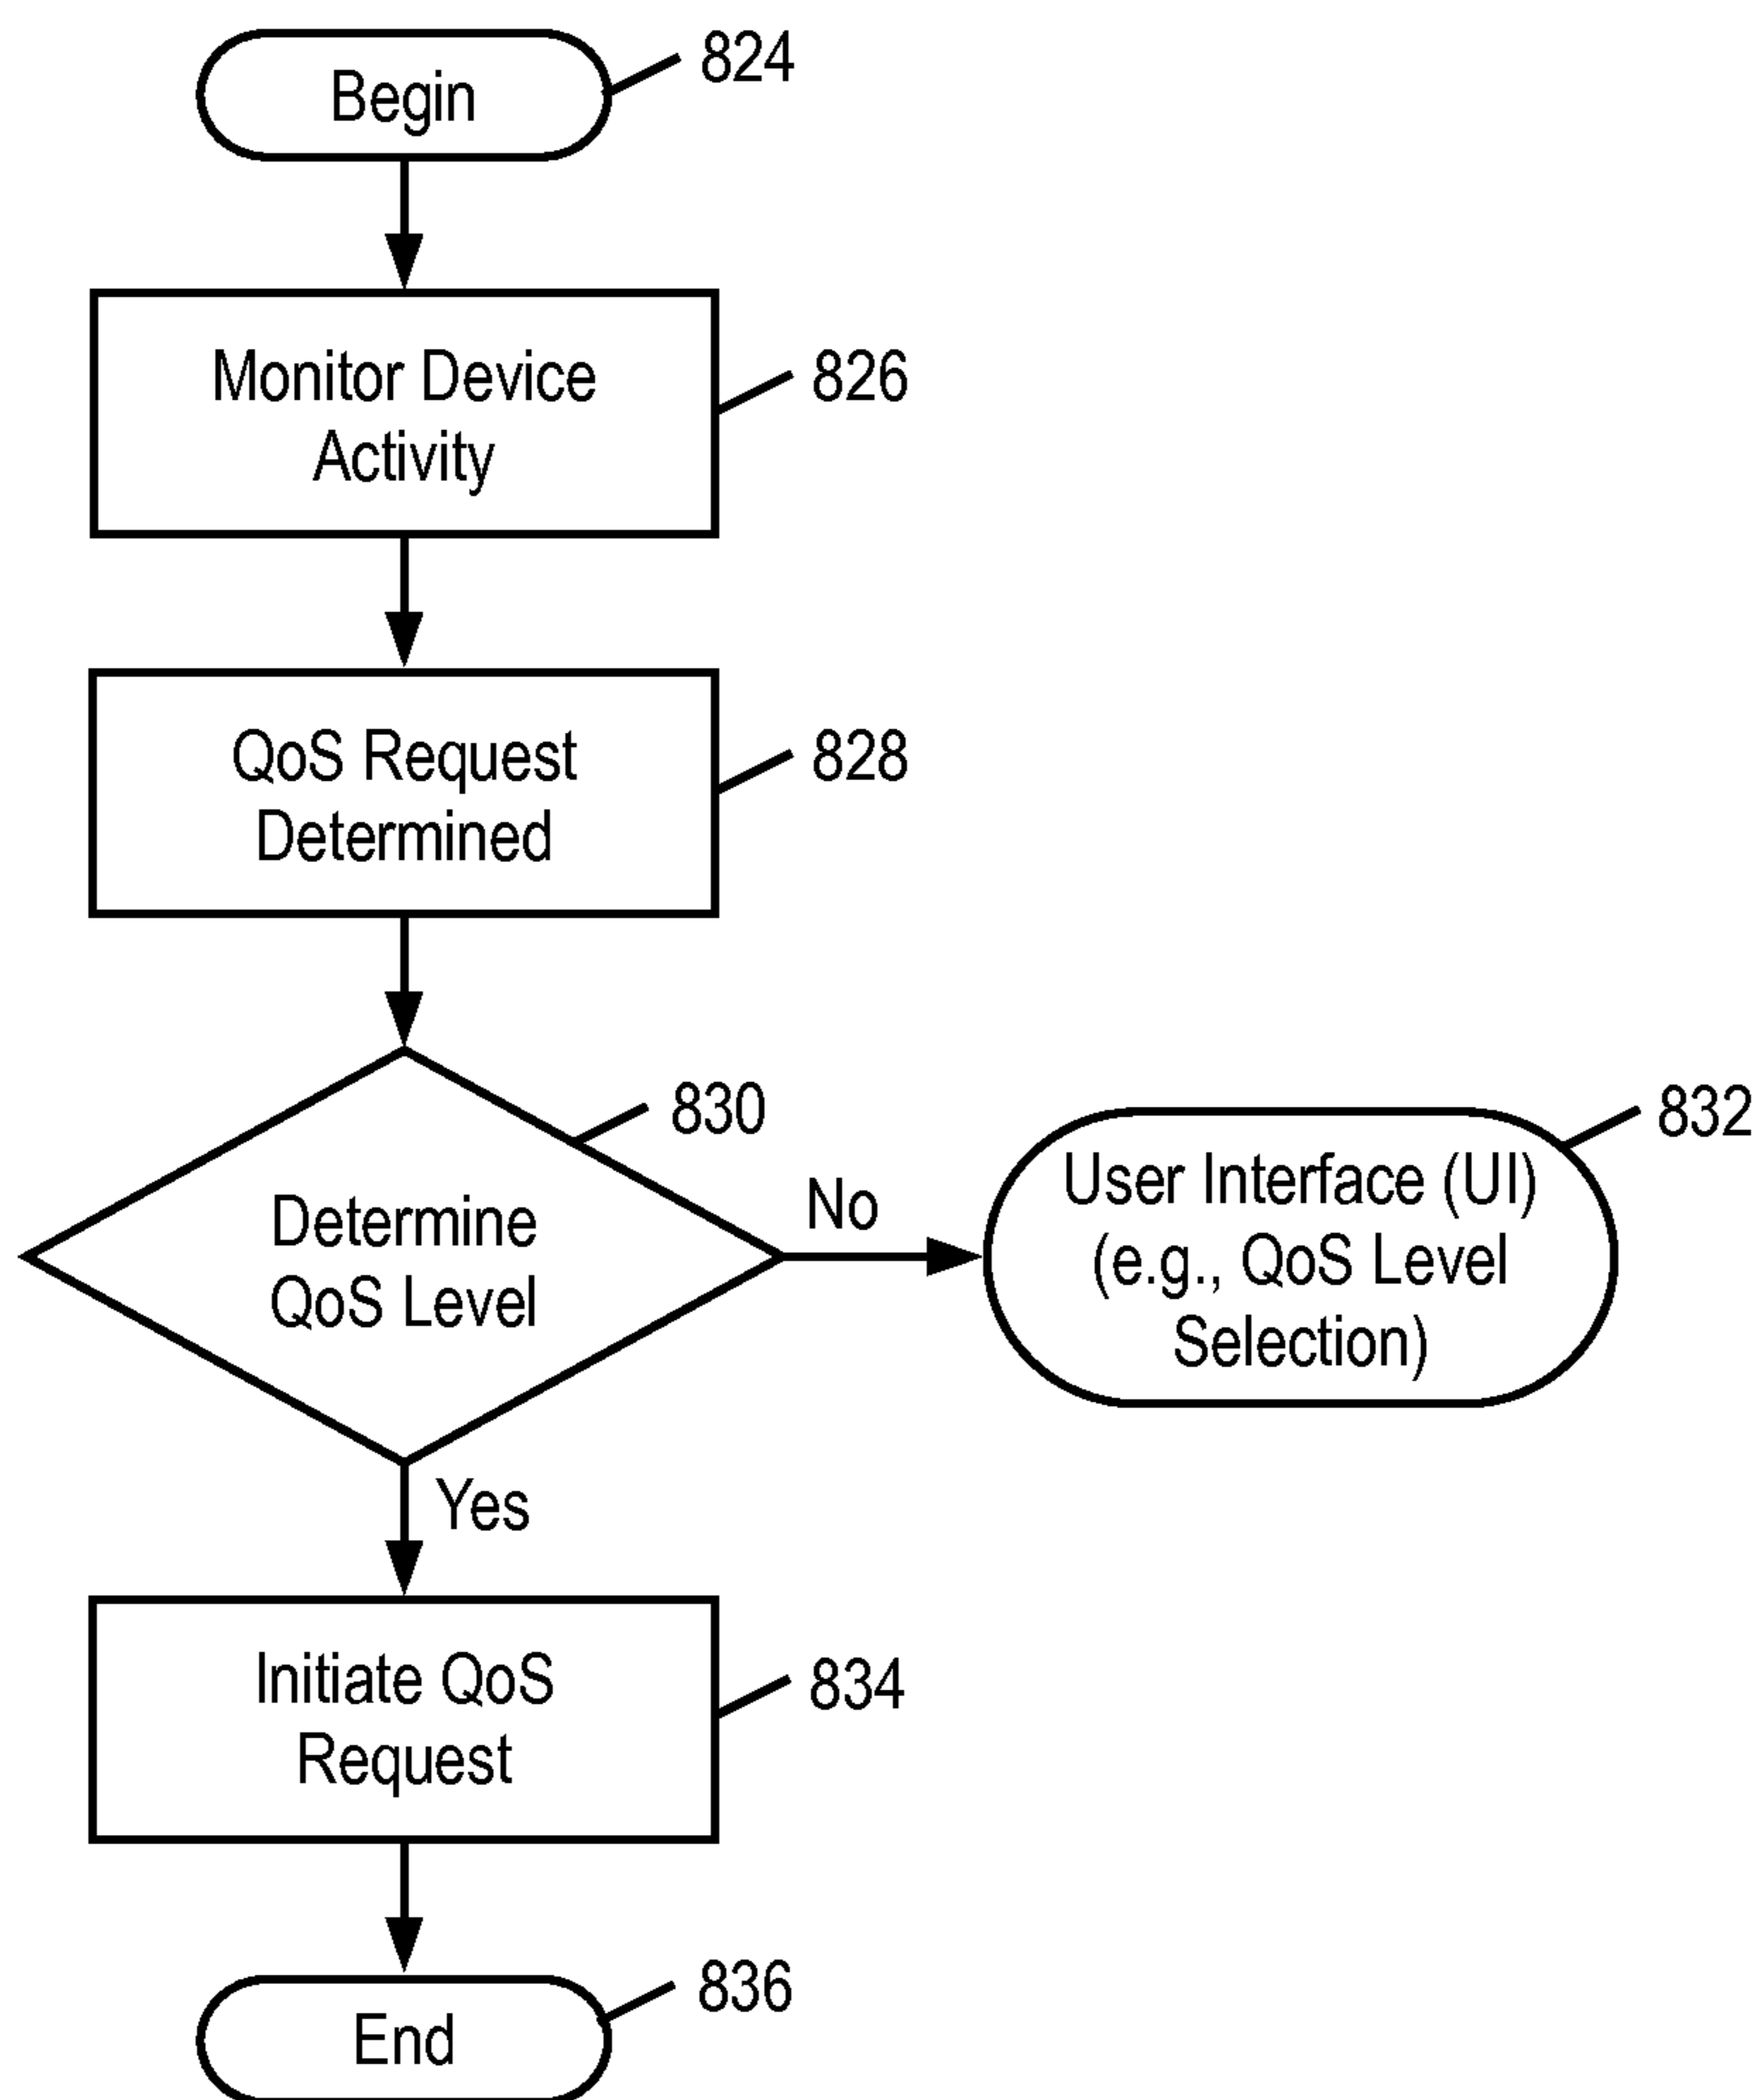 Begin
824
Monitor Device
Activity
826
QoS Request
Determined
828
Determine
QoS Level
830
No
User Interface (UI)
(e.g., QoS Level
Selection)
832
Yes
Initiate QoS
Request
834
End
836